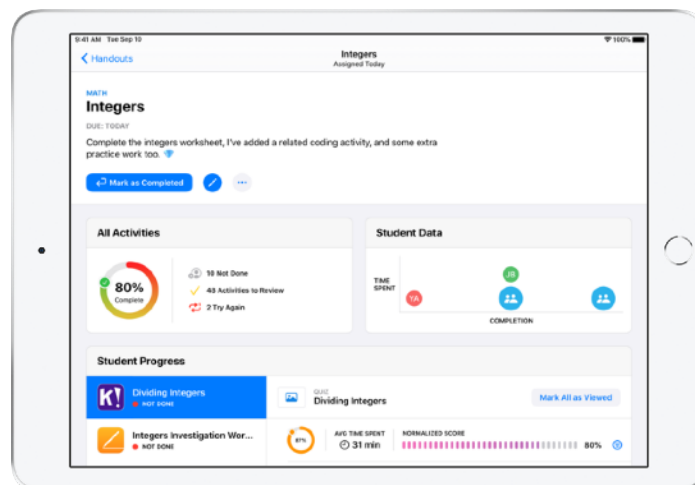 9:41 AM Tue Sep 10
100%
Handouts
Integers
Assigned Today
MATH
Integers
DUE: TODAY
Complete the integers worksheet, I've added a related coding activity, and some extra
practice work too.
Mark as Completed
All Activities
80%
Complete
10 Not Done
40 Activities to Review
2 Try Again
Student Data
TIME
SPENT
YA
JB
COMPLETION
Student Progress
K!
Dividing Integers
NOT DONE
QUIZ
Dividing Integers
Mark All as Viewed
Integers Investigation Wor...
NOT DONE
87%
AVG TIME SPENT
31 min
NORMALIZED SCORE
80%